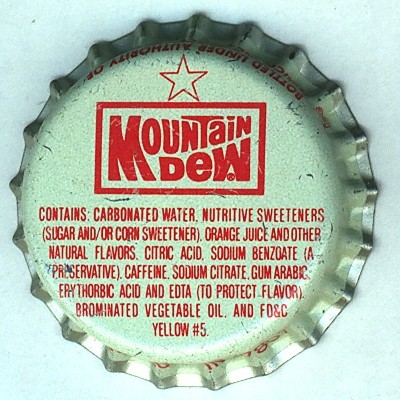 BOTTLED UNDER AUTHORITY OF
MOUNTAIN
DEW®
CONTAINS: CARBONATED WATER, NUTRITIVE SWEETENERS
(SUGAR AND/OR CORN SWEETENER), ORANGE JUICE AND OTHER
NATURAL FLAVORS, CITRIC ACID, SODIUM BENZOATE (A
PRESERVATIVE), CAFFEINE, SODIUM CITRATE, GUM ARABIC,
ERYTHORBIC ACID AND EDTA (TO PROTECT FLAVOR),
BROMINATED VEGETABLE OIL, AND FD&C
YELLOW #5.